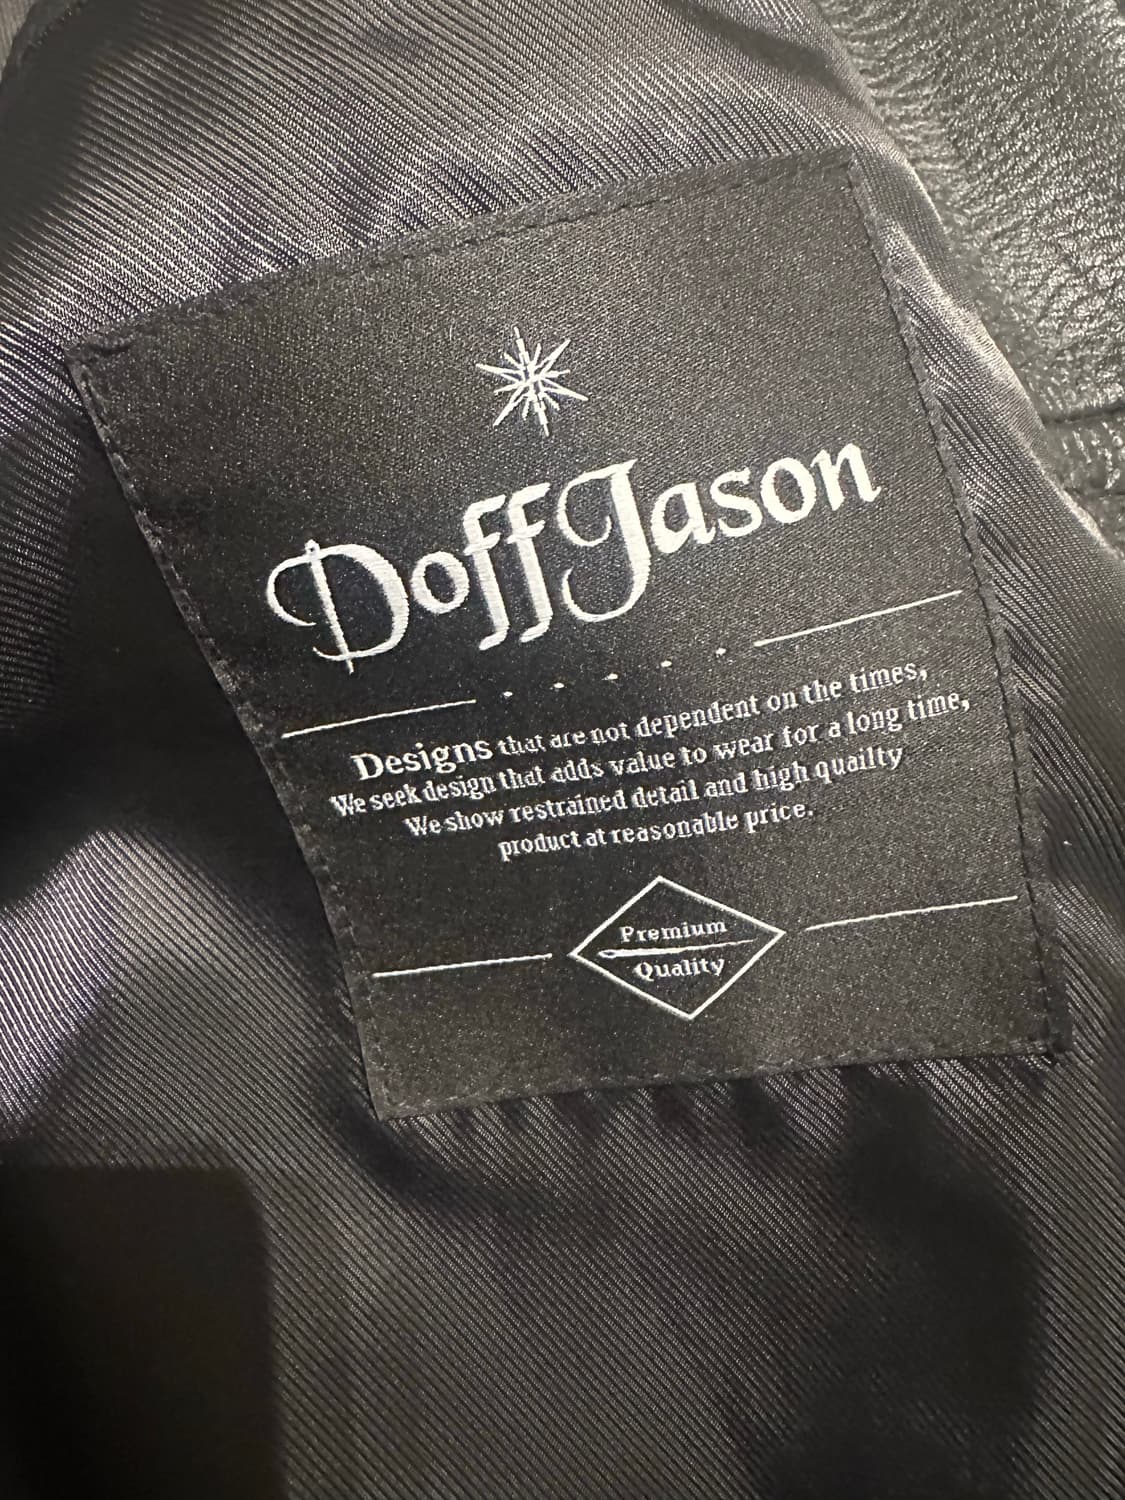 DoffJason
Designs that are not dependent on the times,
We seek design that adds value to wear for a long time,
We show restrained detail and high quailty
product at reasonable price.
Premium
Quality